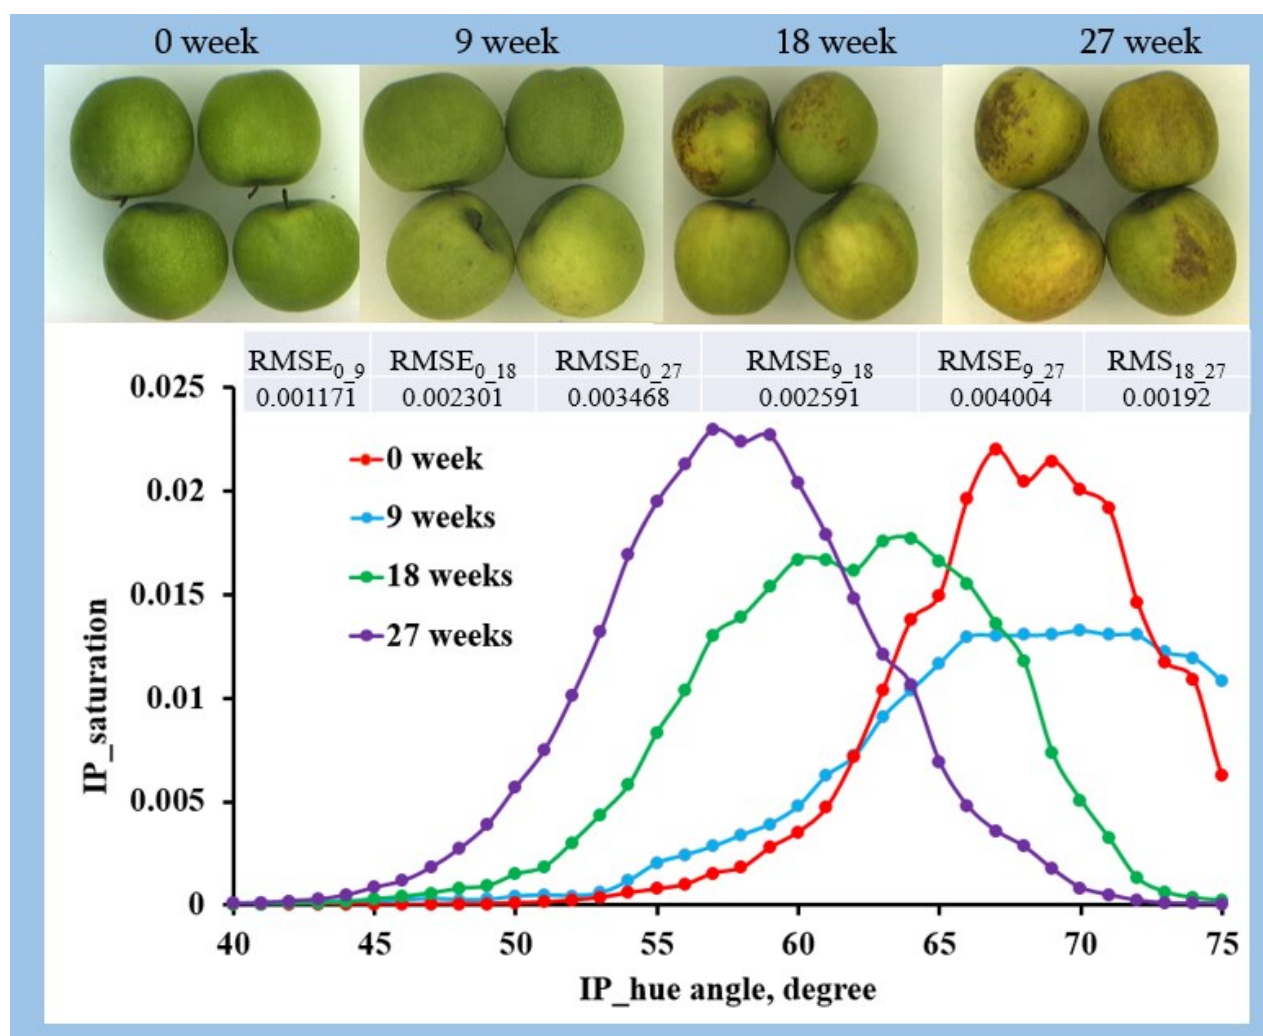 0 week 9 week 18 week 27 week
RMSE0_9 RMSE0_18 RMSE0_27 RMSE9_18 RMSE9_27 RMS18_27
0.001171 0.002301 0.003468 0.002591 0.004004 0.00192
0.025
0.02
0.015
0.01
0.005
0
IP_saturation
0 week
9 weeks
18 weeks
27 weeks
40 45 50 55 60 65 70 75
IP_hue angle, degree